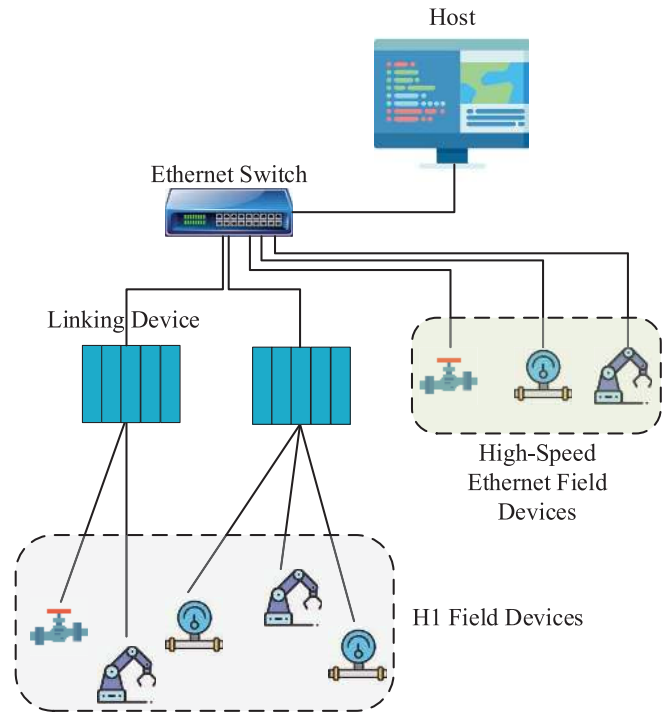 Host
Ethernet Switch
Linking Device
High-Speed
Ethernet Field
Devices
H1 Field Devices